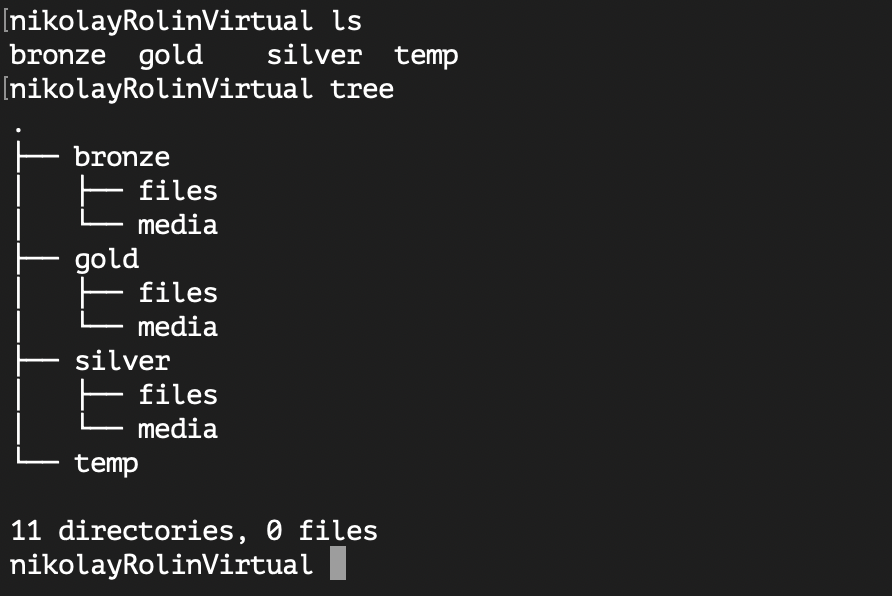 [nikolayRolinVirtual ls
bronze  gold    silver  temp
[nikolayRolinVirtual tree
.
├── bronze
│   ├── files
│   └── media
├── gold
│   ├── files
│   └── media
├── silver
│   ├── files
│   └── media
└── temp
11 directories, 0 files
nikolayRolinVirtual